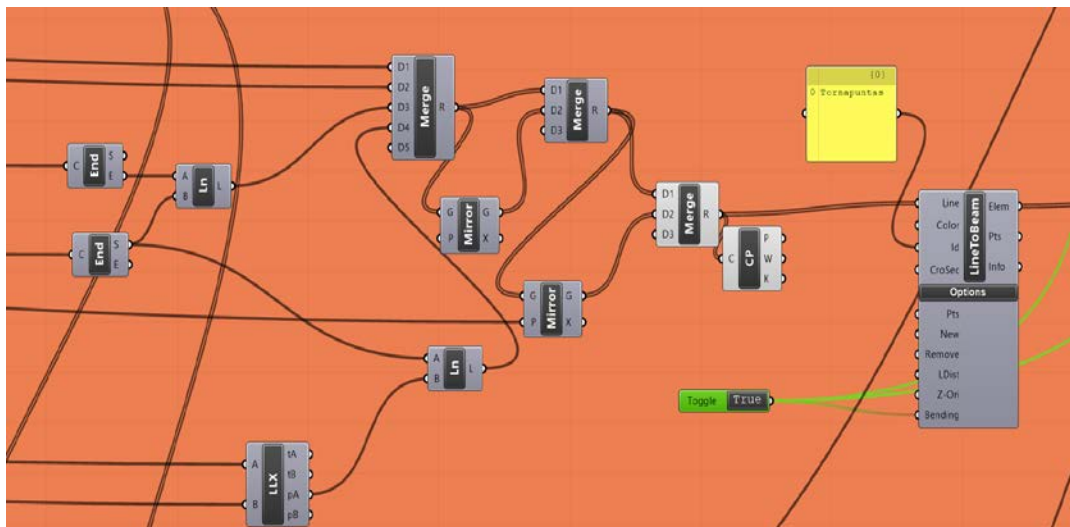 D1
D2
D3
D4
D5
Merge
R
D1
D2
D3
Merge
R
{0}
0 Tornapuntas
C
End
S
E
A
B
Ln
L
G
P
Mirror
G
X
D1
D2
D3
Merge
R
C
CP
P
W
K
Line
Color
Id
CroSec
LineToBeam
Elem
Pts
Info
Options
Pts
New
Remove
LDist
Z-Ori
Bending
C
End
S
E
G
P
Mirror
G
X
A
B
Ln
L
Toggle
True
A
B
LLX
tA
tB
pA
pB